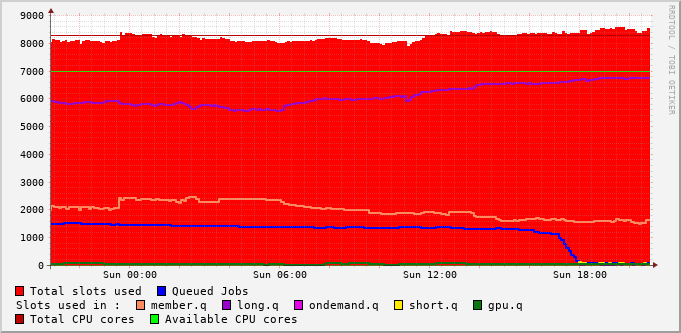 RRDTOOL / TOBI OETIKER
9000
8000
7000
6000
5000
4000
3000
2000
1000
0
Sun 00:00 Sun 06:00 Sun 12:00 Sun 18:00
Total slots used Queued Jobs
Slots used in : member.q long.q ondemand.q short.q gpu.q
Total CPU cores Available CPU cores